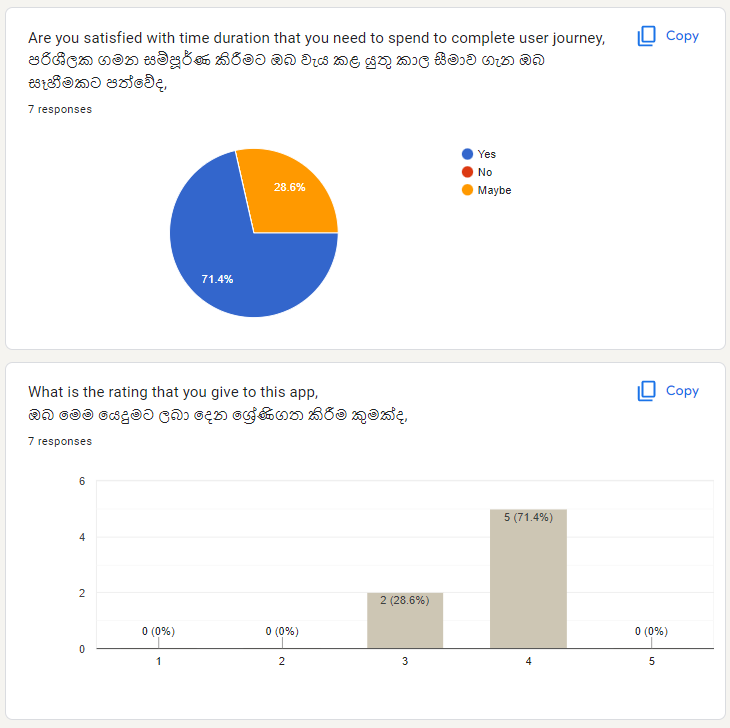 Are you satisfied with time duration that you need to spend to complete user journey,
Copy
පරිශීලක ගමන සම්පූර්ණ කිරීමට ඔබ වැය කළ යුතු කාල සීමාව ගැන ඔබ
සෑහීමකට පත්වේද,
7 responses
Yes
No
Maybe
28.6%
71.4%
What is the rating that you give to this app,
Copy
ඔබ මෙම යෙදුමට ලබා දෙන ශ්‍රේණිගත කිරීම කුමක්ද,
7 responses
6
4
2
0
0 (0%)
0 (0%)
2 (28.6%)
5 (71.4%)
0 (0%)
1
2
3
4
5